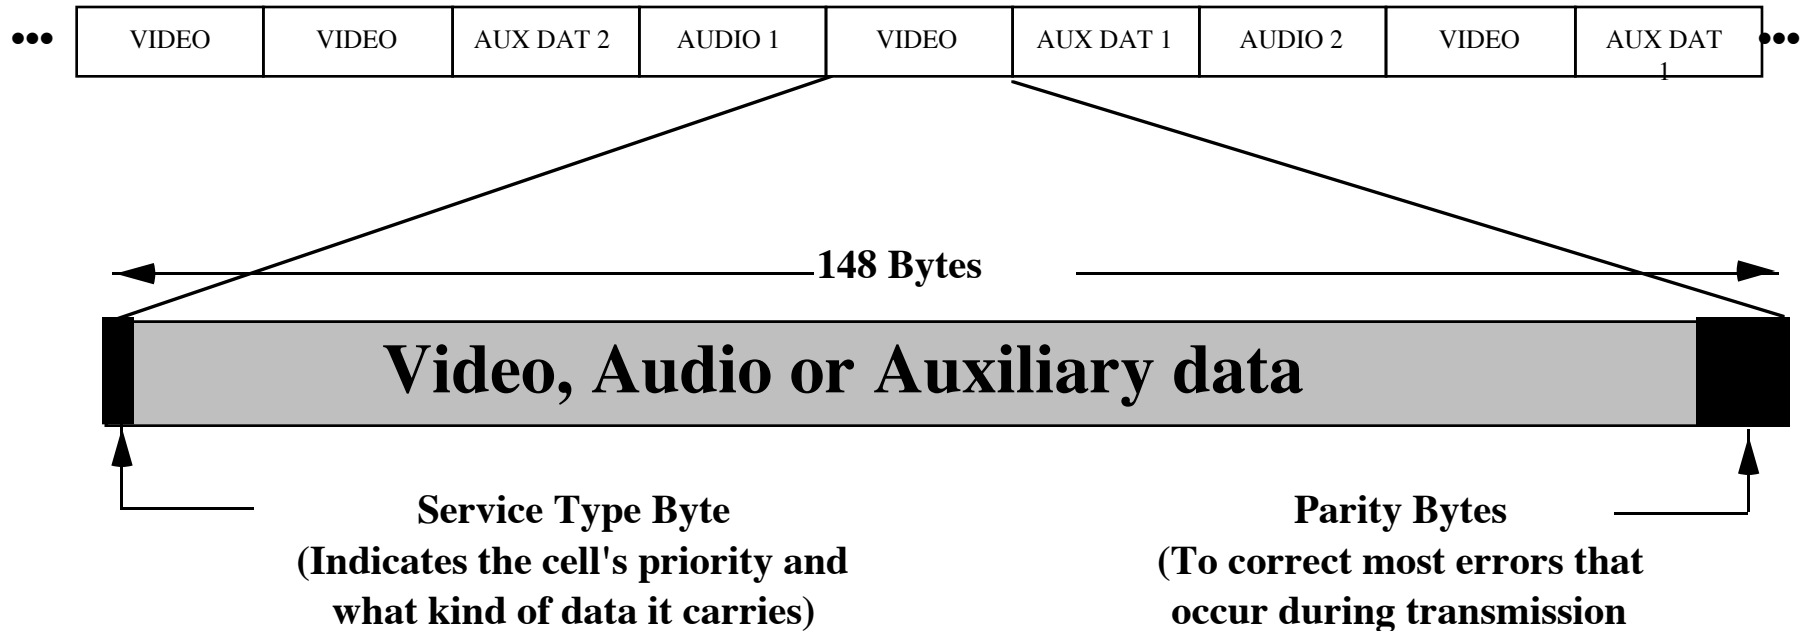 ••• VIDEO VIDEO AUX DAT 2 AUDIO 1 VIDEO AUX DAT 1 AUDIO 2 VIDEO AUX DAT •••
1
148 Bytes
Video, Audio or Auxiliary data
Service Type Byte Parity Bytes
(Indicates the cell's priority and (To correct most errors that
what kind of data it carries) occur during transmission